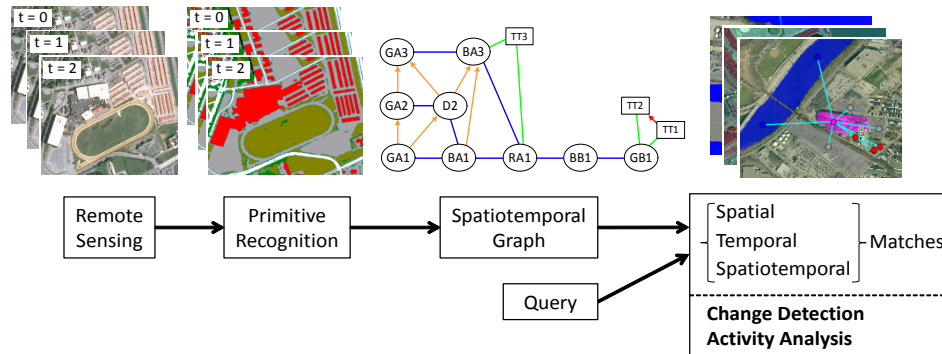 t = 0
t = 1
t = 2
t = 0
t = 1
t = 2
GA3
BA3
TT3
GA2
D2
TT2
TT1
GA1
BA1
RA1
BB1
GB1
Remote
Sensing
Primitive
Recognition
Spatiotemporal
Graph
Query
Spatial
Temporal
Spatiotemporal
Matches
Change Detection
Activity Analysis